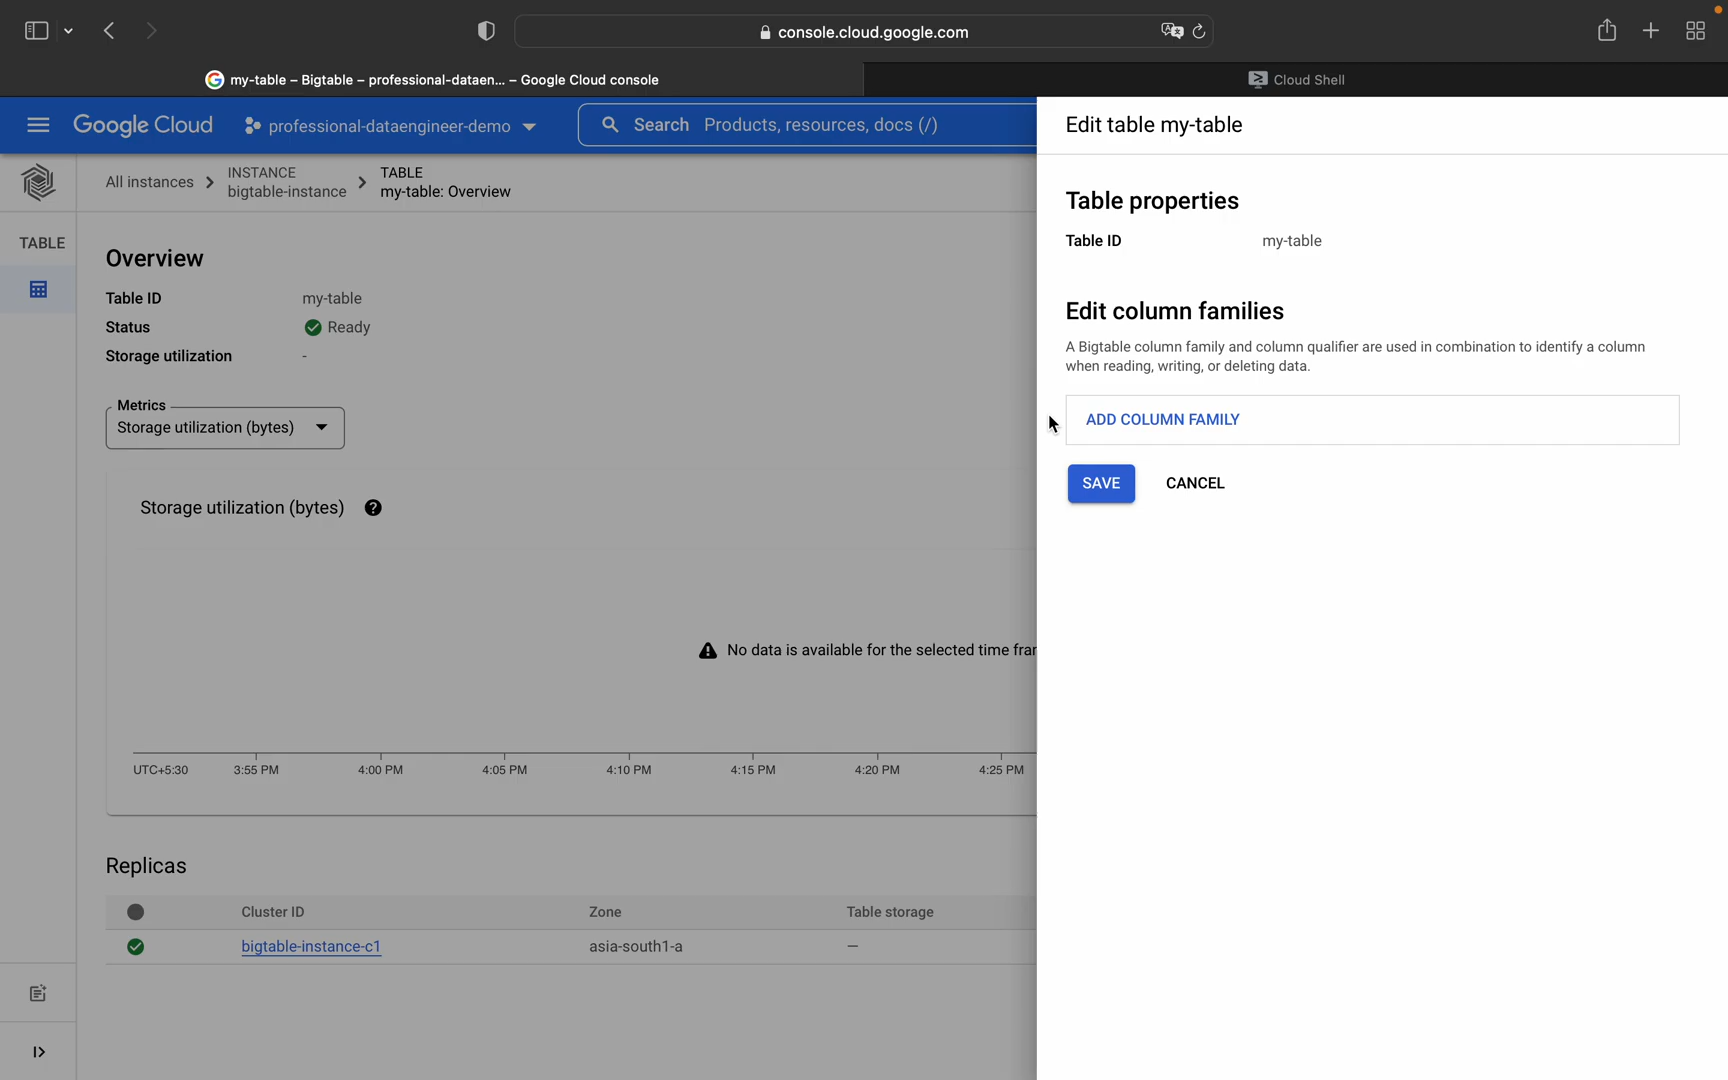 console.cloud.google.com
my-table – Bigtable – professional-dataen... – Google Cloud console
Cloud Shell
Google Cloud
professional-dataengineer-demo
Search Products, resources, docs (/)
All instances
INSTANCE
bigtable-instance
TABLE
my-table: Overview
TABLE
Overview
Table ID my-table
Status Ready
Storage utilization -
Metrics
Storage utilization (bytes)
Storage utilization (bytes)
No data is available for the selected time fra
UTC+5:30 3:55 PM 4:00 PM 4:05 PM 4:10 PM 4:15 PM 4:20 PM 4:25 PM
Replicas
Cluster ID Zone Table storage
bigtable-instance-c1 asia-south1-a —
Edit table my-table
Table properties
Table ID my-table
Edit column families
A Bigtable column family and column qualifier are used in combination to identify a column
when reading, writing, or deleting data.
ADD COLUMN FAMILY
SAVE CANCEL